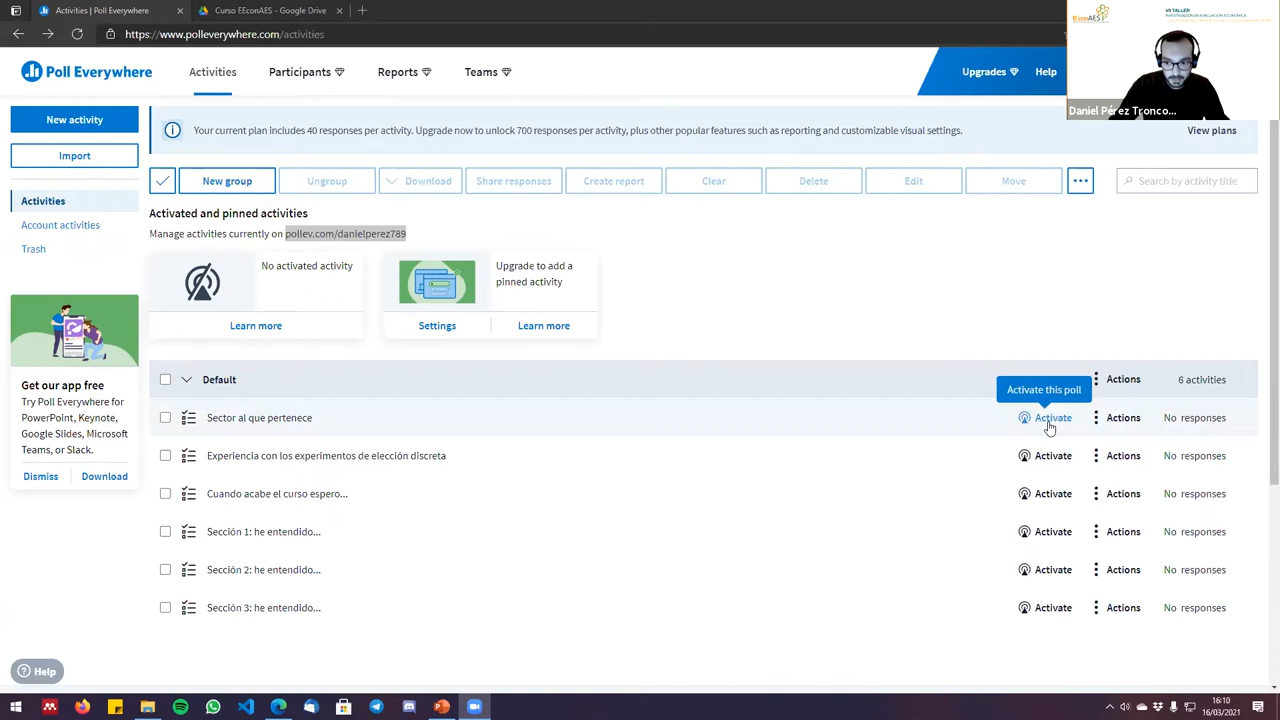 Activities | Poll Everywhere
Curso EEconAES - Google Drive
https://www.polleverywhere.com/activities
Poll Everywhere
Activities
Participants
Reports
Teams
Upgrades
Help
EconAES
VII TALLER
INVESTIGACIÓN EN EVALUACIÓN ECONÓMICA
Daniel Pérez Tronco...
New activity
Import
Activities
Account activities
Trash
Your current plan includes 40 responses per activity. Upgrade now to unlock 700 responses per activity, plus other popular features such as reporting and customizable visual settings.
View plans
New group
Ungroup
Download
Share responses
Create report
Clear
Delete
Edit
Move
Search by activity title
Activated and pinned activities
Manage activities currently on pollev.com/danielperez789
No activated activity
Learn more
Upgrade to add a
pinned activity
Settings
Learn more
Get our app free
Try Poll Everywhere for
PowerPoint, Keynote,
Google Slides, Microsoft
Teams, or Slack.
Dismiss
Download
Default
Actions
6 activities
Activate this poll
Sector al que pertenece
Activate
Actions
No responses
Experiencia con los experimentos de elección discreta
Activate
Actions
No responses
Cuando acabe el curso espero...
Activate
Actions
No responses
Sección 1: he entendido...
Activate
Actions
No responses
Sección 2: he entendido...
Activate
Actions
No responses
Sección 3: he entendido...
Activate
Actions
No responses
Help
16:10
16/03/2021